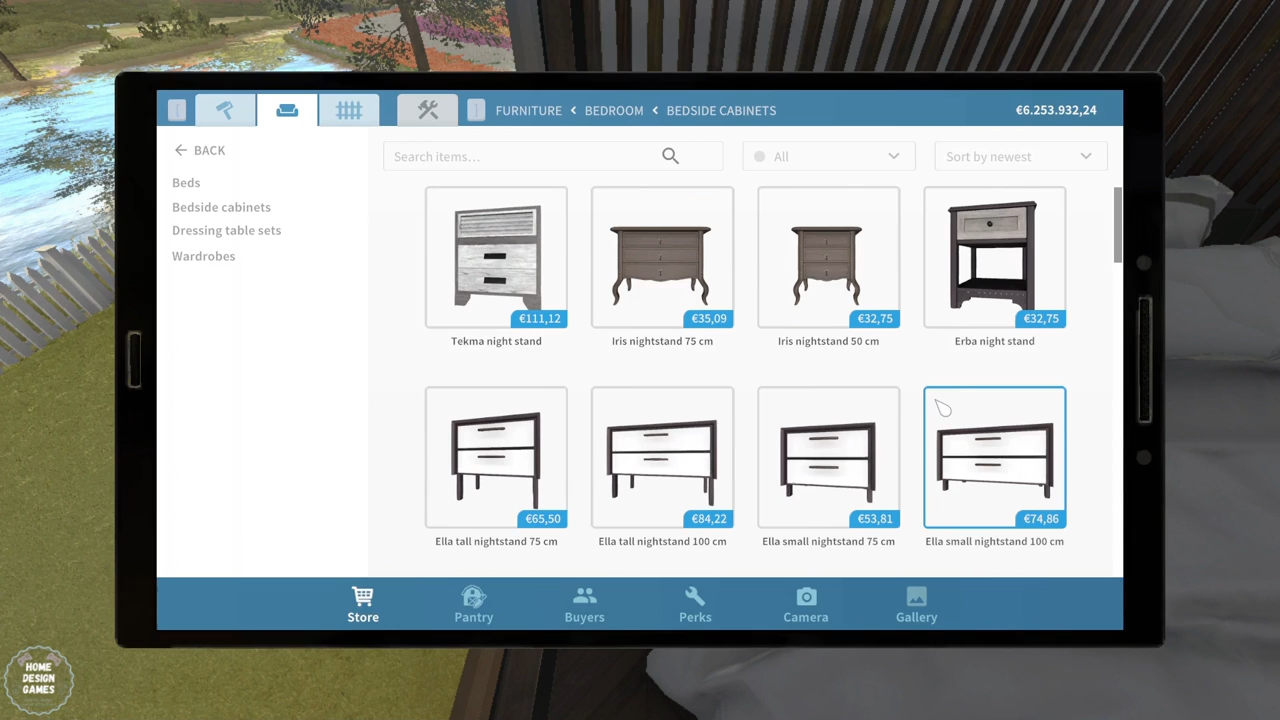 FURNITURE < BEDROOM < BEDSIDE CABINETS
€6.253.932,24
BACK
Beds
Bedside cabinets
Dressing table sets
Wardrobes
Search items...
All
Sort by newest
€111,12
€35,09
€32,75
€32,75
Tekma night stand
Iris nightstand 75 cm
Iris nightstand 50 cm
Erba night stand
€65,50
€84,22
€53,81
€74,86
Ella tall nightstand 75 cm
Ella tall nightstand 100 cm
Ella small nightstand 75 cm
Ella small nightstand 100 cm
Store
Pantry
Buyers
Perks
Camera
Gallery
HOME
DESIGN
GAMES